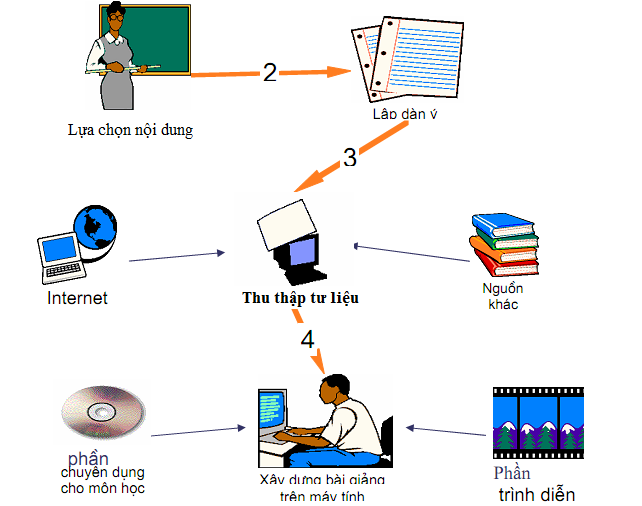 2
Lựa chọn nội dung
Lập dàn ý
3
Internet
Thu thập tư liệu
Nguồn
khác
4
phần
chuyên dụng
cho môn học
Xây dựng bài giảng
trên máy tính
Phần
trình diễn